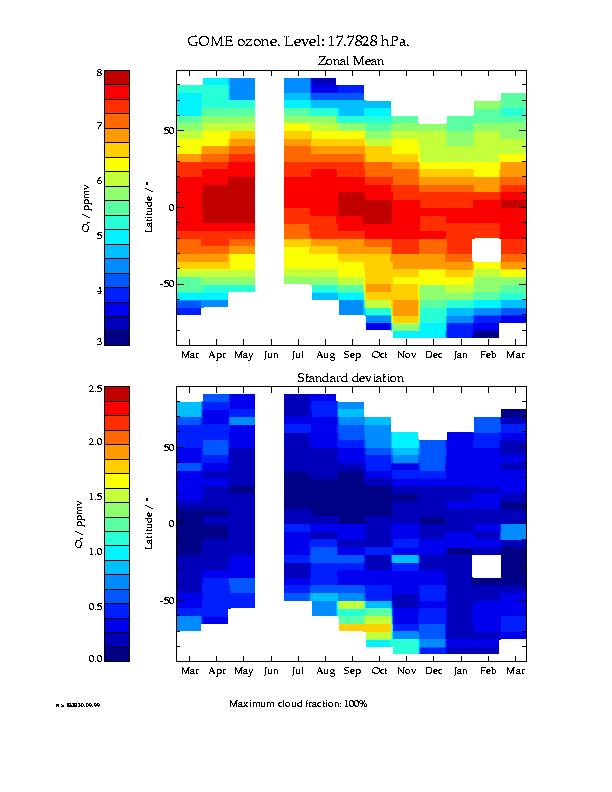 GOME ozone. Level: 17.7828 hPa.
Zonal Mean
8
7
6
5
4
3
O₃ / ppmv
Latitude / °
50
0
-50
Mar Apr May Jun Jul Aug Sep Oct Nov Dec Jan Feb Mar
Standard deviation
2.5
2.0
1.5
1.0
0.5
0.0
O₃ / ppmv
Latitude / °
50
0
-50
Mar Apr May Jun Jul Aug Sep Oct Nov Dec Jan Feb Mar
Maximum cloud fraction: 100%